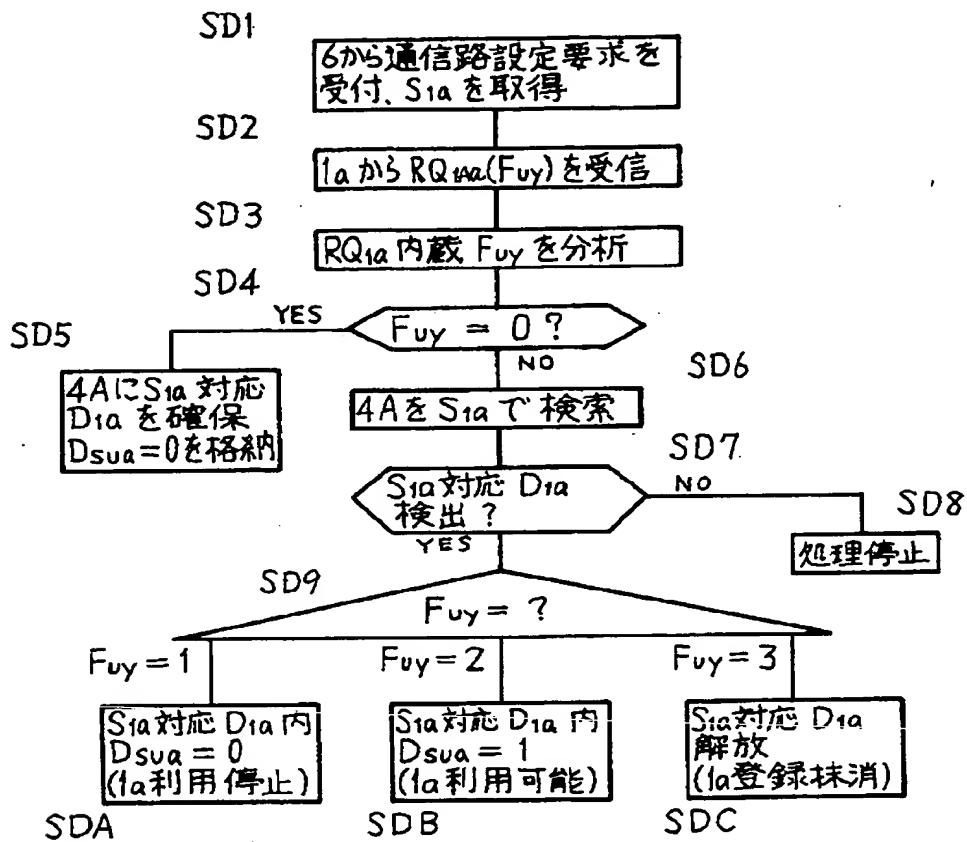 SD1
6から通信路設定要求を
受付、S1aを取得
SD2
1aからRQ1Aa(Fuy)を受信
SD3
RQ1a内蔵Fuyを分析
SD4
Fuy = 0?
YES
NO
SD5
4AにS1a対応
D1aを確保
Dsua=0を格納
SD6
4AをS1aで検索
SD7
S1a対応 D1a
検出?
NO
YES
SD8
処理停止
SD9
Fuy = ?
Fuy = 1
Fuy = 2
Fuy = 3
S1a対応 D1a内
Dsua = 0
(1a利用停止)
SDA
S1a対応 D1a内
Dsua = 1
(1a利用可能)
SDB
S1a対応 D1a
解放
(1a登録抹消)
SDC